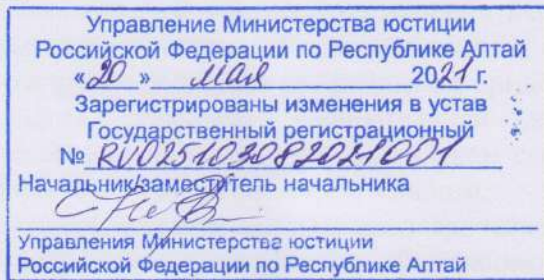 Управление Министерства юстиции
Российской Федерации по Республике Алтай
«20» мая 2021 г.
Зарегистрированы изменения в устав
Государственный регистрационный
№ RU025103082021001
Начальник/заместитель начальника
Управления Министерства юстиции
Российской Федерации по Республике Алтай